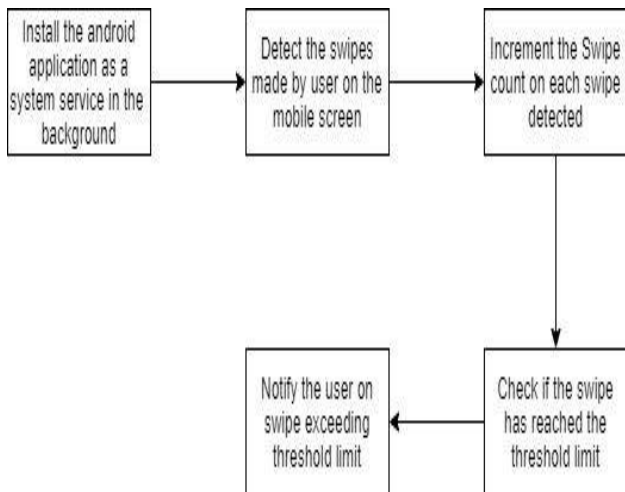 Install the android
application as a
system service in the
background
Detect the swipes
made by user on the
mobile screen
Increment the Swipe
count on each swipe
detected
Notify the user on
swipe exceeding
threshold limit
Check if the swipe
has reached the
threshold limit